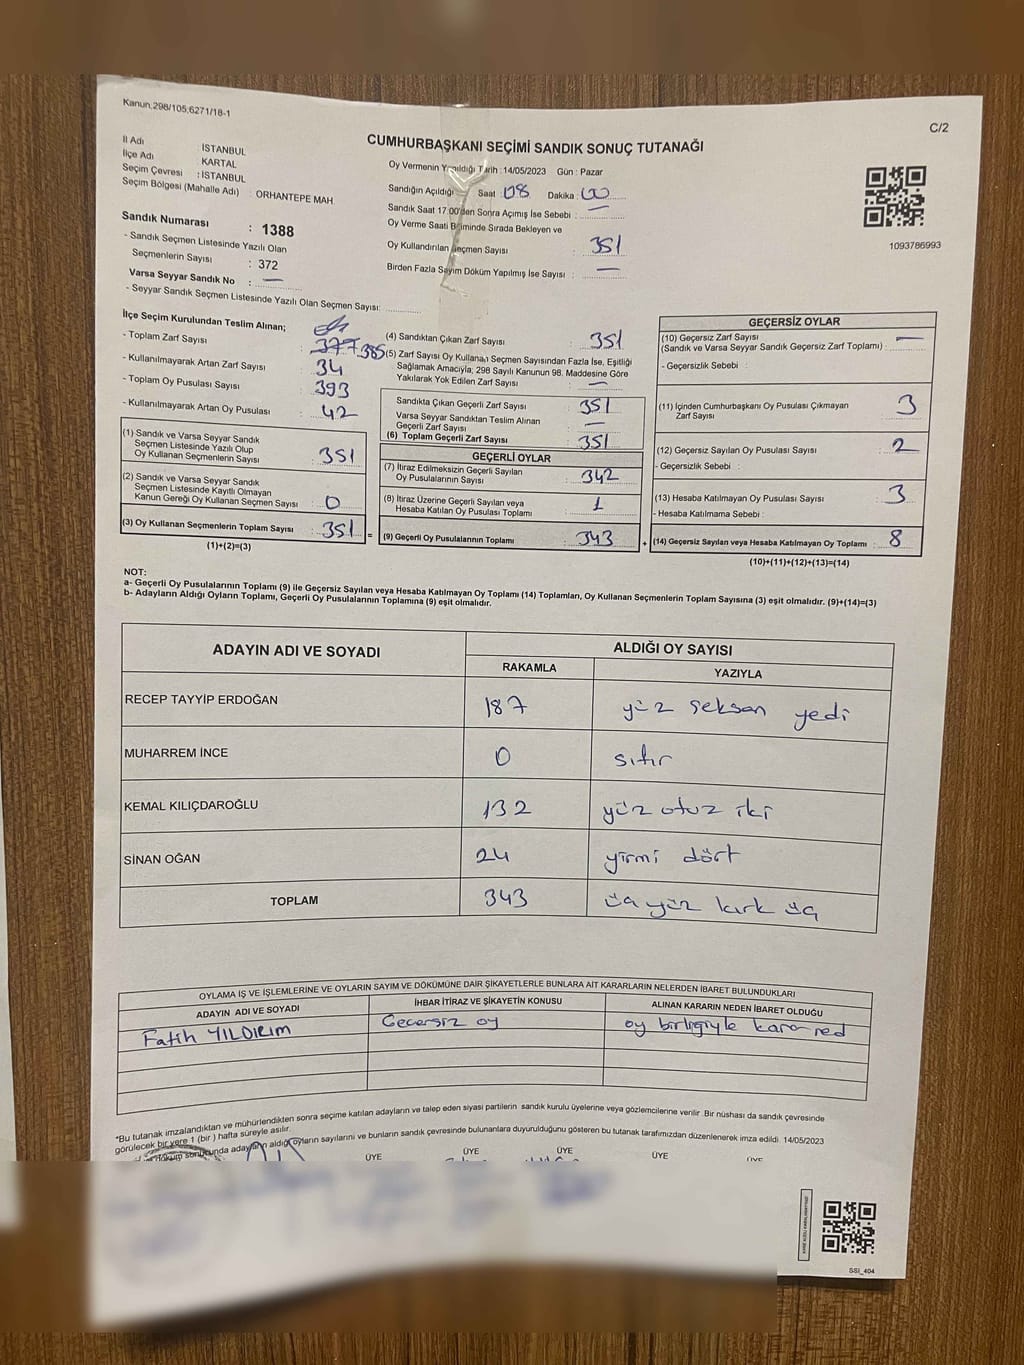 Kanun:298/105;6271/18-1
C/2
CUMHURBAŞKANI SEÇİMİ SANDIK SONUÇ TUTANAĞI
İl Adı : İSTANBUL
İlçe Adı KARTAL
Seçim Çevresi : İSTANBUL
Seçim Bölgesi (Mahalle Adı) : ORHANTEPE MAH.
Oy Vermenin Yapıldığı Tarih : 14/05/2023 Gün : Pazar
Sandığın Açıldığı Saat : 08 Dakika : 00
Sandık Saat 17.00'den Sonra Açımış İse Sebebi : —
Oy Verme Saati Bitiminde Sırada Bekleyen ve
Oy Kullandırılan Seçmen Sayısı : 351
Birden Fazla Sayım Döküm Yapılmış İse Sayısı : —
1093786993
Sandık Numarası : 1388
- Sandık Seçmen Listesinde Yazılı Olan
Seçmenlerin Sayısı : 372
Varsa Seyyar Sandık No : —
- Seyyar Sandık Seçmen Listesinde Yazılı Olan Seçmen Sayısı:
İlçe Seçim Kurulundan Teslim Alınan;
- Toplam Zarf Sayısı : 377 385
- Kullanılmayarak Artan Zarf Sayısı : 34
- Toplam Oy Pusulası Sayısı : 393
- Kullanılmayarak Artan Oy Pusulası : 42
(1) Sandık ve Varsa Seyyar Sandık
Seçmen Listesinde Yazılı Olup
Oy Kullanan Seçmenlerin Sayısı : 351
(2) Sandık ve Varsa Seyyar Sandık
Seçmen Listesinde Kayıtlı Olmayan
Kanun Gereği Oy Kullanan Seçmen Sayısı : 0
(3) Oy Kullanan Seçmenlerin Toplam Sayısı : 351
(1)+(2)=(3)
(4) Sandıktan Çıkan Zarf Sayısı : 351
(5) Zarf Sayısı Oy Kullanan Seçmen Sayısından Fazla İse, Eşitliği
Sağlamak Amacıyla; 298 Sayılı Kanunun 98. Maddesine Göre
Yakılarak Yok Edilen Zarf Sayısı : —
Sandıkta Çıkan Geçerli Zarf Sayısı : 351
Varsa Seyyar Sandıktan Teslim Alınan
Geçerli Zarf Sayısı : —
(6) Toplam Geçerli Zarf Sayısı : 351
GEÇERLİ OYLAR
(7) İtiraz Edilmeksizin Geçerli Sayılan
Oy Pusulalarının Sayısı : 342
(8) İtiraz Üzerine Geçerli Sayılan veya
Hesaba Katılan Oy Pusulası Toplamı : 1
= (9) Geçerli Oy Pusulalarının Toplamı : 343
GEÇERSİZ OYLAR
(10) Geçersiz Zarf Sayısı
(Sandık ve Varsa Seyyar Sandık Geçersiz Zarf Toplamı) : —
- Geçersizlik Sebebi :
(11) İçinden Cumhurbaşkanı Oy Pusulası Çıkmayan
Zarf Sayısı : 3
(12) Geçersiz Sayılan Oy Pusulası Sayısı : 2
- Geçersizlik Sebebi :
(13) Hesaba Katılmayan Oy Pusulası Sayısı : 3
- Hesaba Katılmama Sebebi :
+ (14) Geçersiz Sayılan veya Hesaba Katılmayan Oy Toplamı : 8
(10)+(11)+(12)+(13)=(14)
NOT:
a- Geçerli Oy Pusulalarının Toplamı (9) ile Geçersiz Sayılan veya Hesaba Katılmayan Oy Toplamı (14) Toplamları, Oy Kullanan Seçmenlerin Toplam Sayısına (3) eşit olmalıdır. (9)+(14)=(3)
b- Adayların Aldığı Oyların Toplamı, Geçerli Oy Pusulalarının Toplamına (9) eşit olmalıdır.
ADAYIN ADI VE SOYADI ALDIĞI OY SAYISI
RAKAMLA YAZIYLA
RECEP TAYYİP ERDOĞAN 187 yüz seksen yedi
MUHARREM İNCE 0 sıfır
KEMAL KILIÇDAROĞLU 132 yüz otuz iki
SİNAN OĞAN 24 yirmi dört
TOPLAM 343 üç yüz kırk üç
OYLAMA İŞ VE İŞLEMLERİNE VE OYLARIN SAYIM VE DÖKÜMÜNE DAİR ŞİKAYETLERLE BUNLARA AİT KARARLARIN NELERDEN İBARET BULUNDUKLARI
ADAYIN ADI VE SOYADI İHBAR İTİRAZ VE ŞİKAYETİN KONUSU ALINAN KARARIN NEDEN İBARET OLDUĞU
Fatih YILDIRIM Gecersiz oy oy birliğiyle karar red
*Bu tutanak imzalandıktan ve mühürlendikten sonra seçime katılan adayların ve talep eden siyasi partilerin sandık kurulu üyelerine veya gözlemcilerine verilir. Bir nüshası da sandık çevresinde
görülecek bir yere 1 (bir) hafta süreyle asılır.
döküm sonucunda adayların aldığı oyların sayılarını ve bunların sandık çevresinde bulunanlara duyurulduğunu gösteren bu tutanak tarafımızdan düzenlenerek imza edildi. 14/05/2023
ÜYE ÜYE ÜYE ÜYE ÜYE
SSI_404